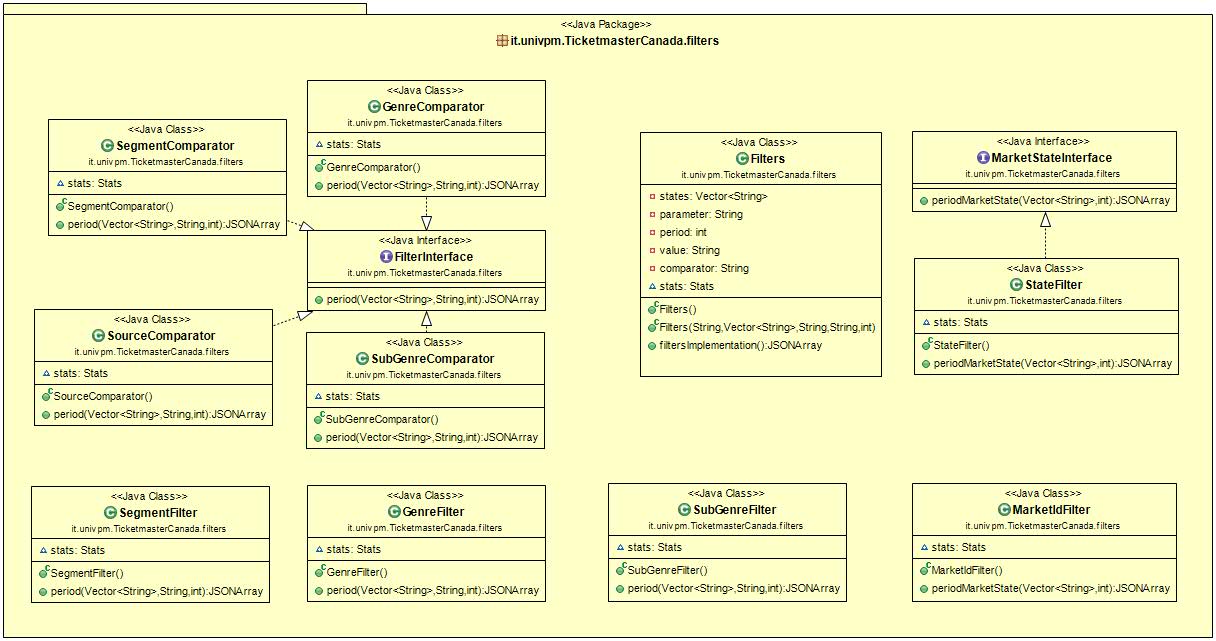 <<Java Package>>
it.univpm.TicketmasterCanada.filters
<<Java Class>>
GenreComparator
it.univpm.TicketmasterCanada.filters
stats: Stats
GenreComparator()
period(Vector<String>,String,int):JSONArray
<<Java Class>>
SegmentComparator
it.univpm.TicketmasterCanada.filters
stats: Stats
SegmentComparator()
period(Vector<String>,String,int):JSONArray
<<Java Interface>>
FilterInterface
it.univpm.TicketmasterCanada.filters
period(Vector<String>,String,int):JSONArray
<<Java Class>>
SourceComparator
it.univpm.TicketmasterCanada.filters
stats: Stats
SourceComparator()
period(Vector<String>,String,int):JSONArray
<<Java Class>>
SubGenreComparator
it.univpm.TicketmasterCanada.filters
stats: Stats
SubGenreComparator()
period(Vector<String>,String,int):JSONArray
<<Java Class>>
Filters
it.univpm.TicketmasterCanada.filters
states: Vector<String>
parameter: String
period: int
value: String
comparator: String
stats: Stats
Filters()
Filters(String,Vector<String>,String,String,int)
filtersImplementation():JSONArray
<<Java Interface>>
MarketStateInterface
it.univpm.TicketmasterCanada.filters
periodMarketState(Vector<String>,int):JSONArray
<<Java Class>>
StateFilter
it.univpm.TicketmasterCanada.filters
stats: Stats
StateFilter()
periodMarketState(Vector<String>,int):JSONArray
<<Java Class>>
SegmentFilter
it.univpm.TicketmasterCanada.filters
stats: Stats
SegmentFilter()
period(Vector<String>,String,int):JSONArray
<<Java Class>>
GenreFilter
it.univpm.TicketmasterCanada.filters
stats: Stats
GenreFilter()
period(Vector<String>,String,int):JSONArray
<<Java Class>>
SubGenreFilter
it.univpm.TicketmasterCanada.filters
stats: Stats
SubGenreFilter()
period(Vector<String>,String,int):JSONArray
<<Java Class>>
MarketIdFilter
it.univpm.TicketmasterCanada.filters
stats: Stats
MarketIdFilter()
periodMarketState(Vector<String>,int):JSONArray